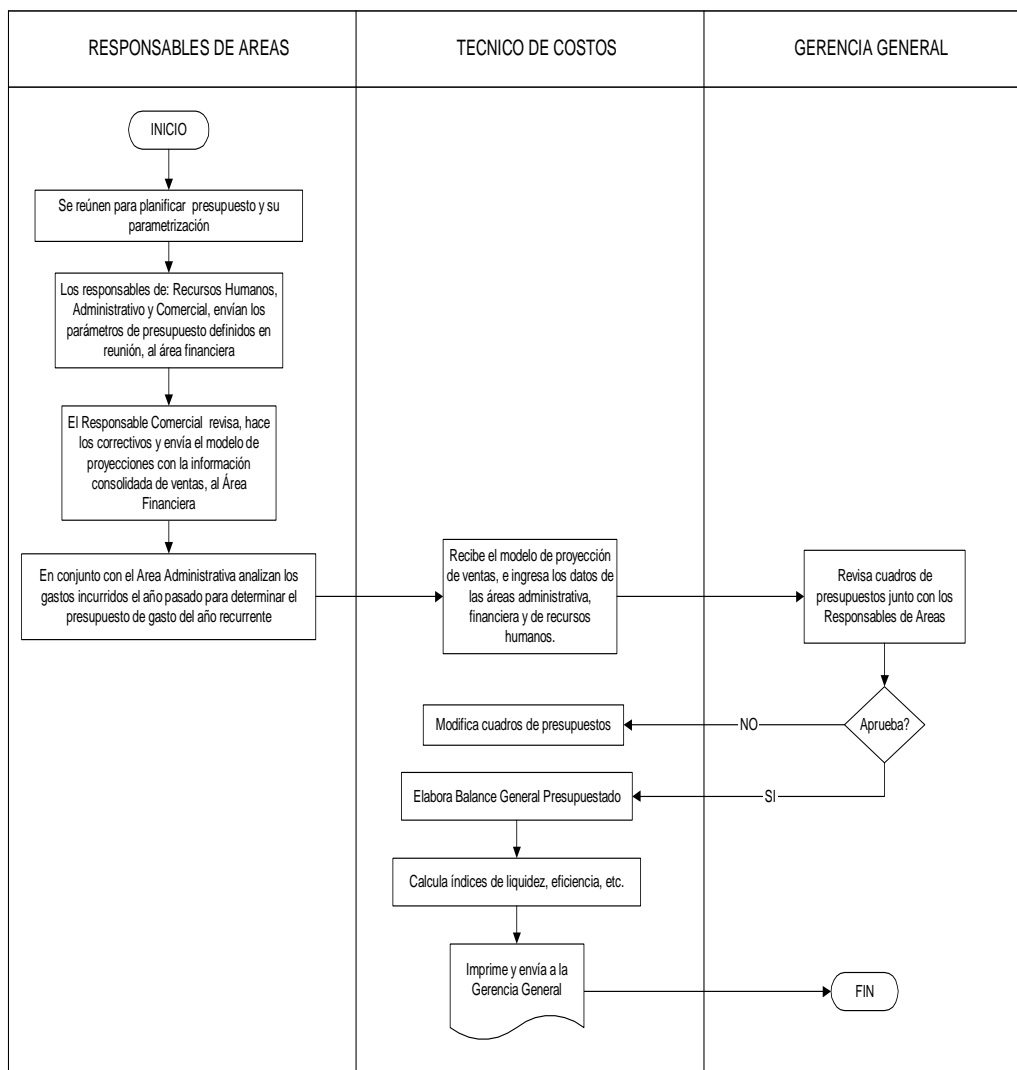 RESPONSABLES DE AREAS
TECNICO DE COSTOS
GERENCIA GENERAL
INICIO
Se reúnen para planificar presupuesto y su
parametrización
Los responsables de: Recursos Humanos,
Administrativo y Comercial, envían los
parámetros de presupuesto definidos en
reunión, al área financiera
El Responsable Comercial revisa, hace
los correctivos y envía el modelo de
proyecciones con la información
consolidada de ventas, al Área
Financiera
En conjunto con el Area Administrativa analizan los
gastos incurridos el año pasado para determinar el
presupuesto de gasto del año recurrente
Recibe el modelo de proyección
de ventas, e ingresa los datos de
las áreas administrativa,
financiera y de recursos
humanos.
Revisa cuadros de
presupuestos junto con los
Responsables de Areas
Aprueba?
NO
Modifica cuadros de presupuestos
SI
Elabora Balance General Presupuestado
Calcula índices de liquidez, eficiencia, etc.
Imprime y envía a la
Gerencia General
FIN